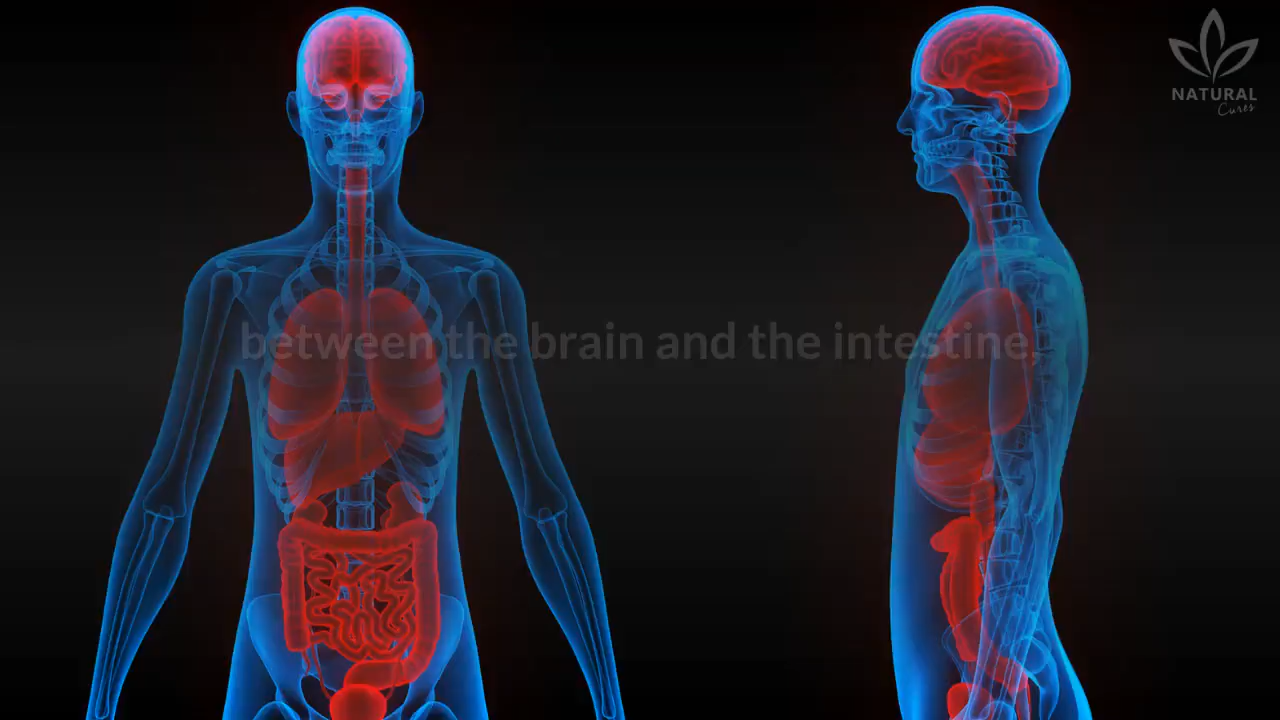 NATURAL
Cures
between the brain and the intestine,